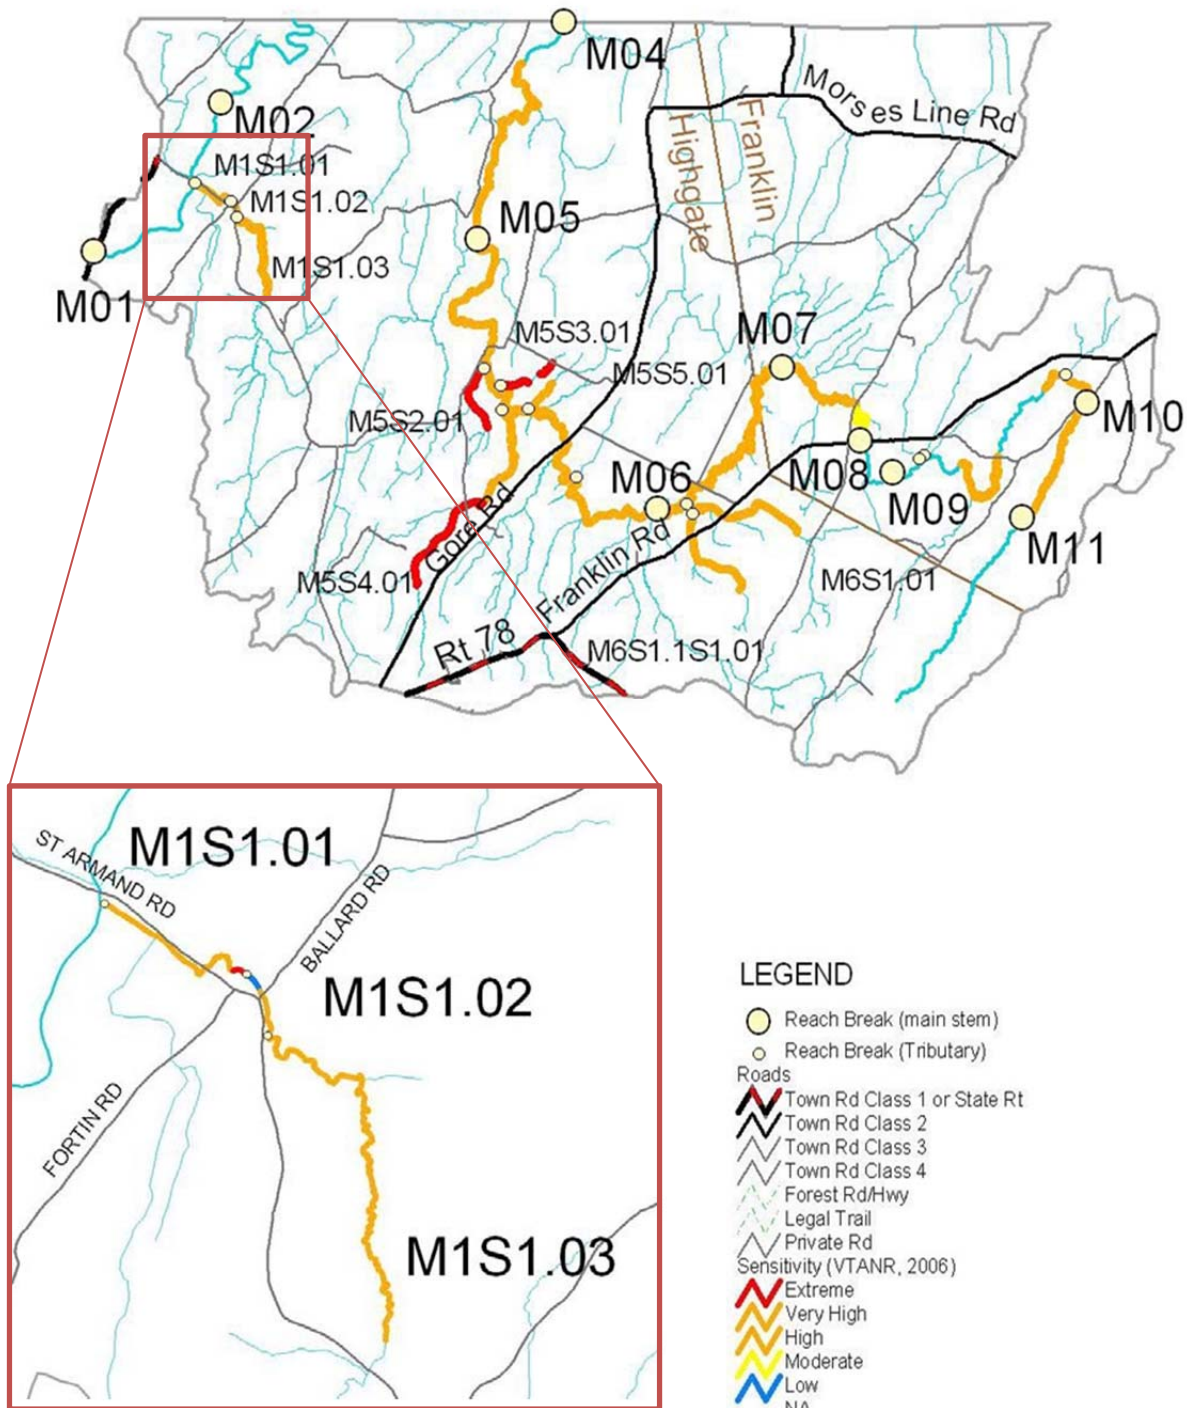 M04
Morses Line Rd
M02
Franklin
Highgate
M1S1.01
M1S1.02
M05
M1S1.03
M01
M07
M5S3.01
M5S5.01
M5S2.01
M10
M06
M08
M09
Gore Rd
Franklin Rd
M11
M5S4.01
M6S1.01
Rt 78
M6S1.1S1.01
M1S1.01
ST ARMAND RD
BALLARD RD
M1S1.02
FORTIN RD
M1S1.03
LEGEND
Reach Break (main stem)
Reach Break (Tributary)
Roads
Town Rd Class 1 or State Rt
Town Rd Class 2
Town Rd Class 3
Town Rd Class 4
Forest Rd/Hwy
Legal Trail
Private Rd
Sensitivity (VTANR, 2006)
Extreme
Very High
High
Moderate
Low
NA